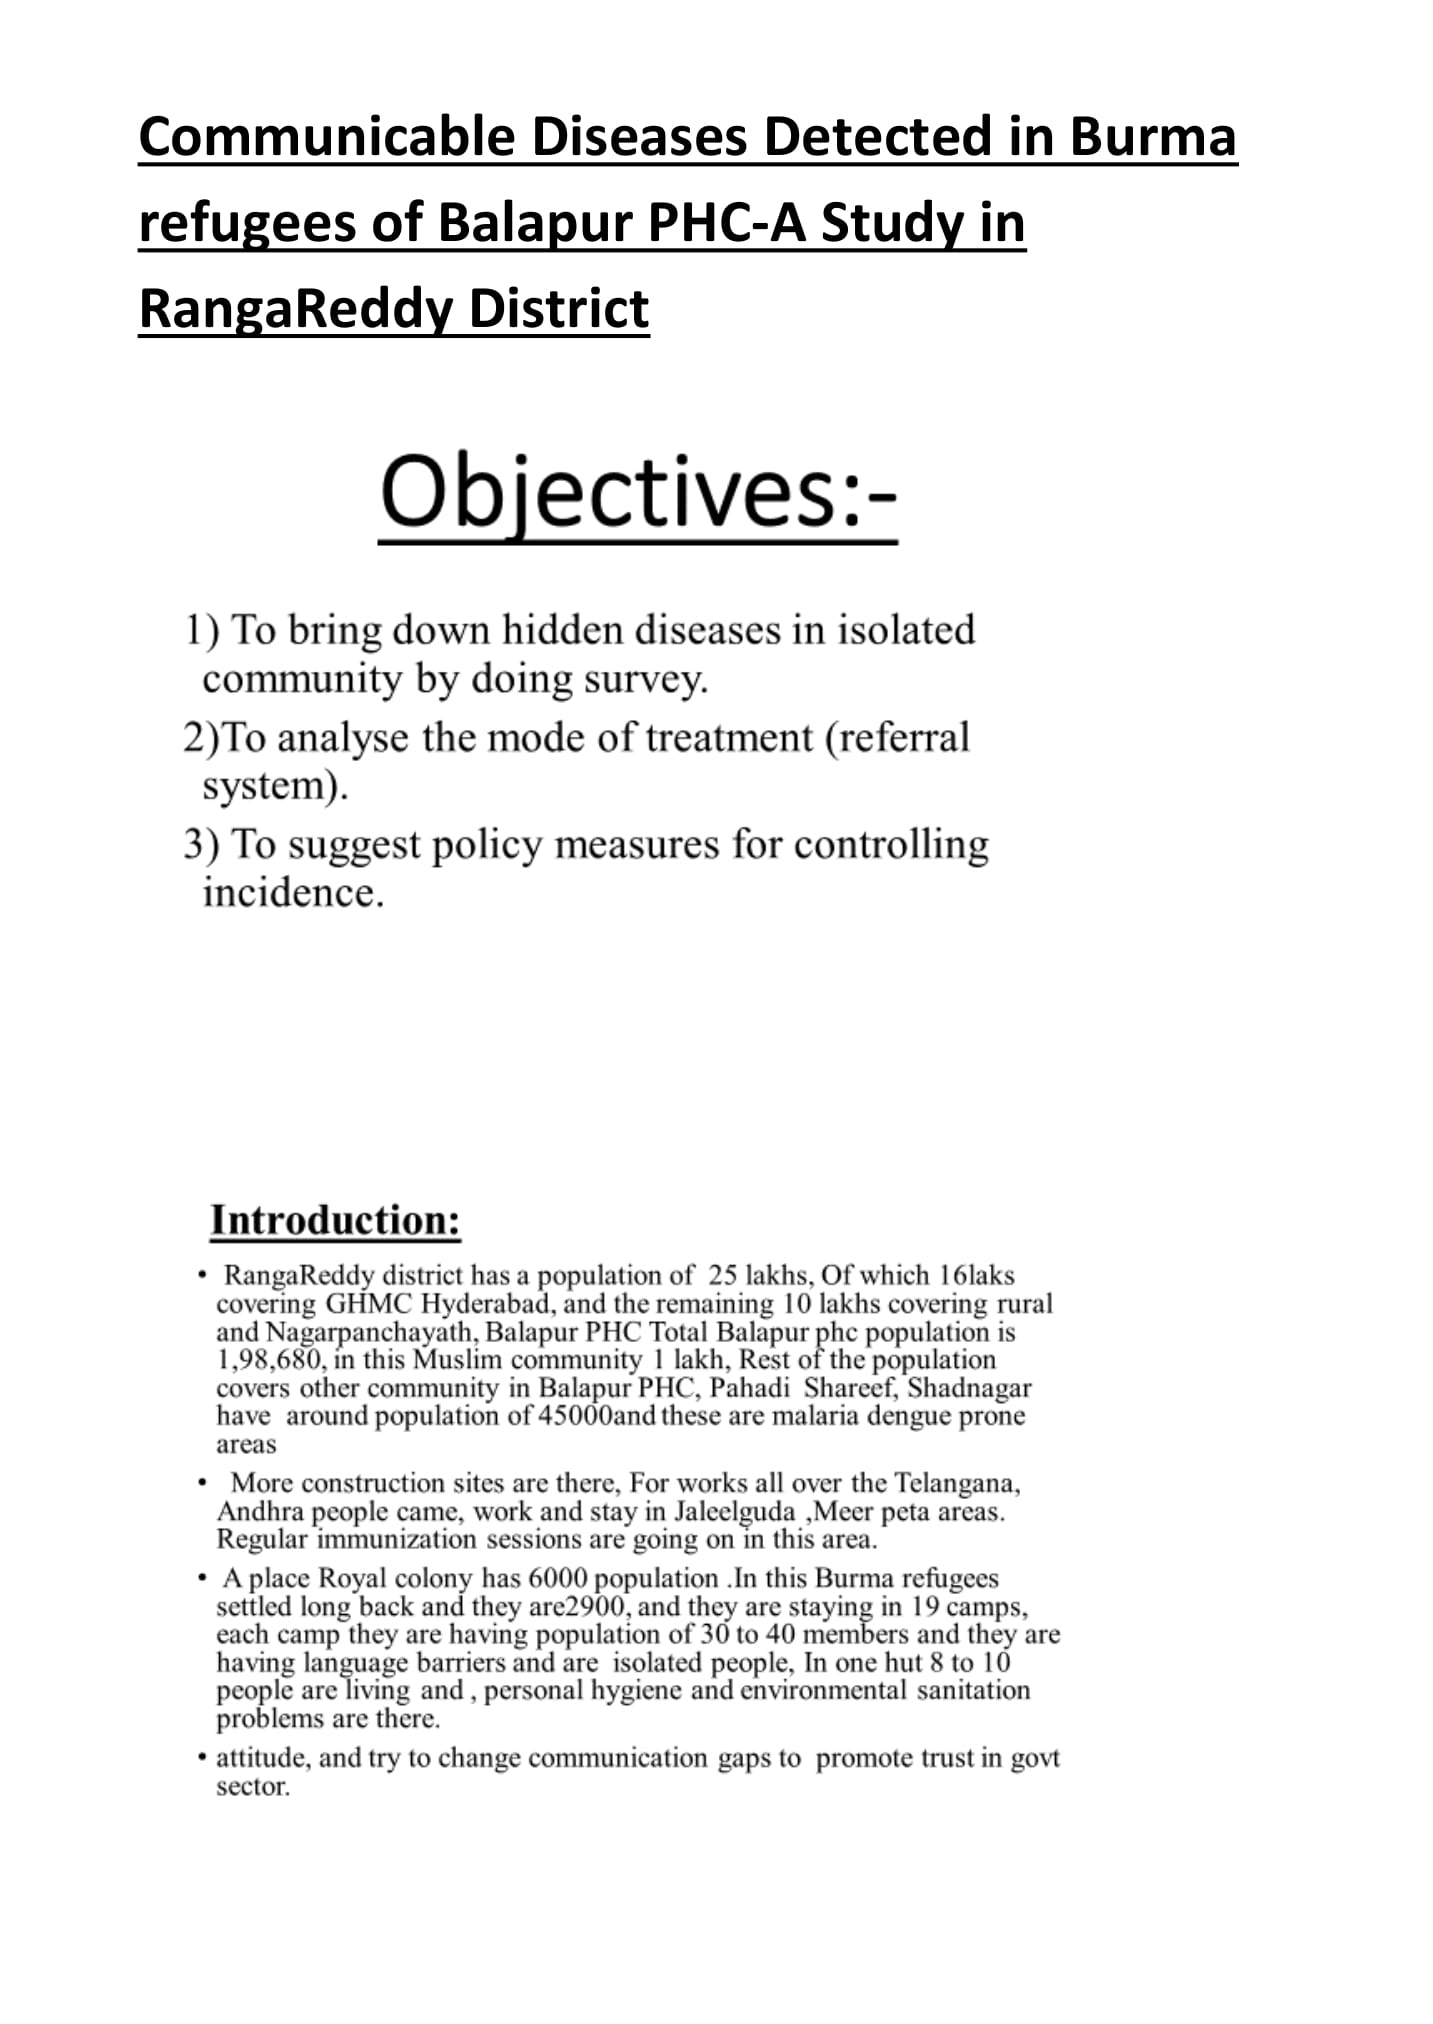 Communicable Diseases Detected in Burma
refugees of Balapur PHC-A Study in
RangaReddy District
Objectives:-
1) To bring down hidden diseases in isolated
community by doing survey.
2)To analyse the mode of treatment (referral
system).
3) To suggest policy measures for controlling
incidence.
Introduction:
• RangaReddy district has a population of 25 lakhs, Of which 16laks
covering GHMC Hyderabad, and the remaining 10 lakhs covering rural
and Nagarpanchayath, Balapur PHC Total Balapur phc population is
1,98,680, in this Muslim community 1 lakh, Rest of the population
covers other community in Balapur PHC, Pahadi Shareef, Shadnagar
have around population of 45000and these are malaria dengue prone
areas
• More construction sites are there, For works all over the Telangana,
Andhra people came, work and stay in Jaleelguda ,Meer peta areas.
Regular immunization sessions are going on in this area.
• A place Royal colony has 6000 population .In this Burma refugees
settled long back and they are2900, and they are staying in 19 camps,
each camp they are having population of 30 to 40 members and they are
having language barriers and are isolated people, In one hut 8 to 10
people are living and , personal hygiene and environmental sanitation
problems are there.
• attitude, and try to change communication gaps to promote trust in govt
sector.